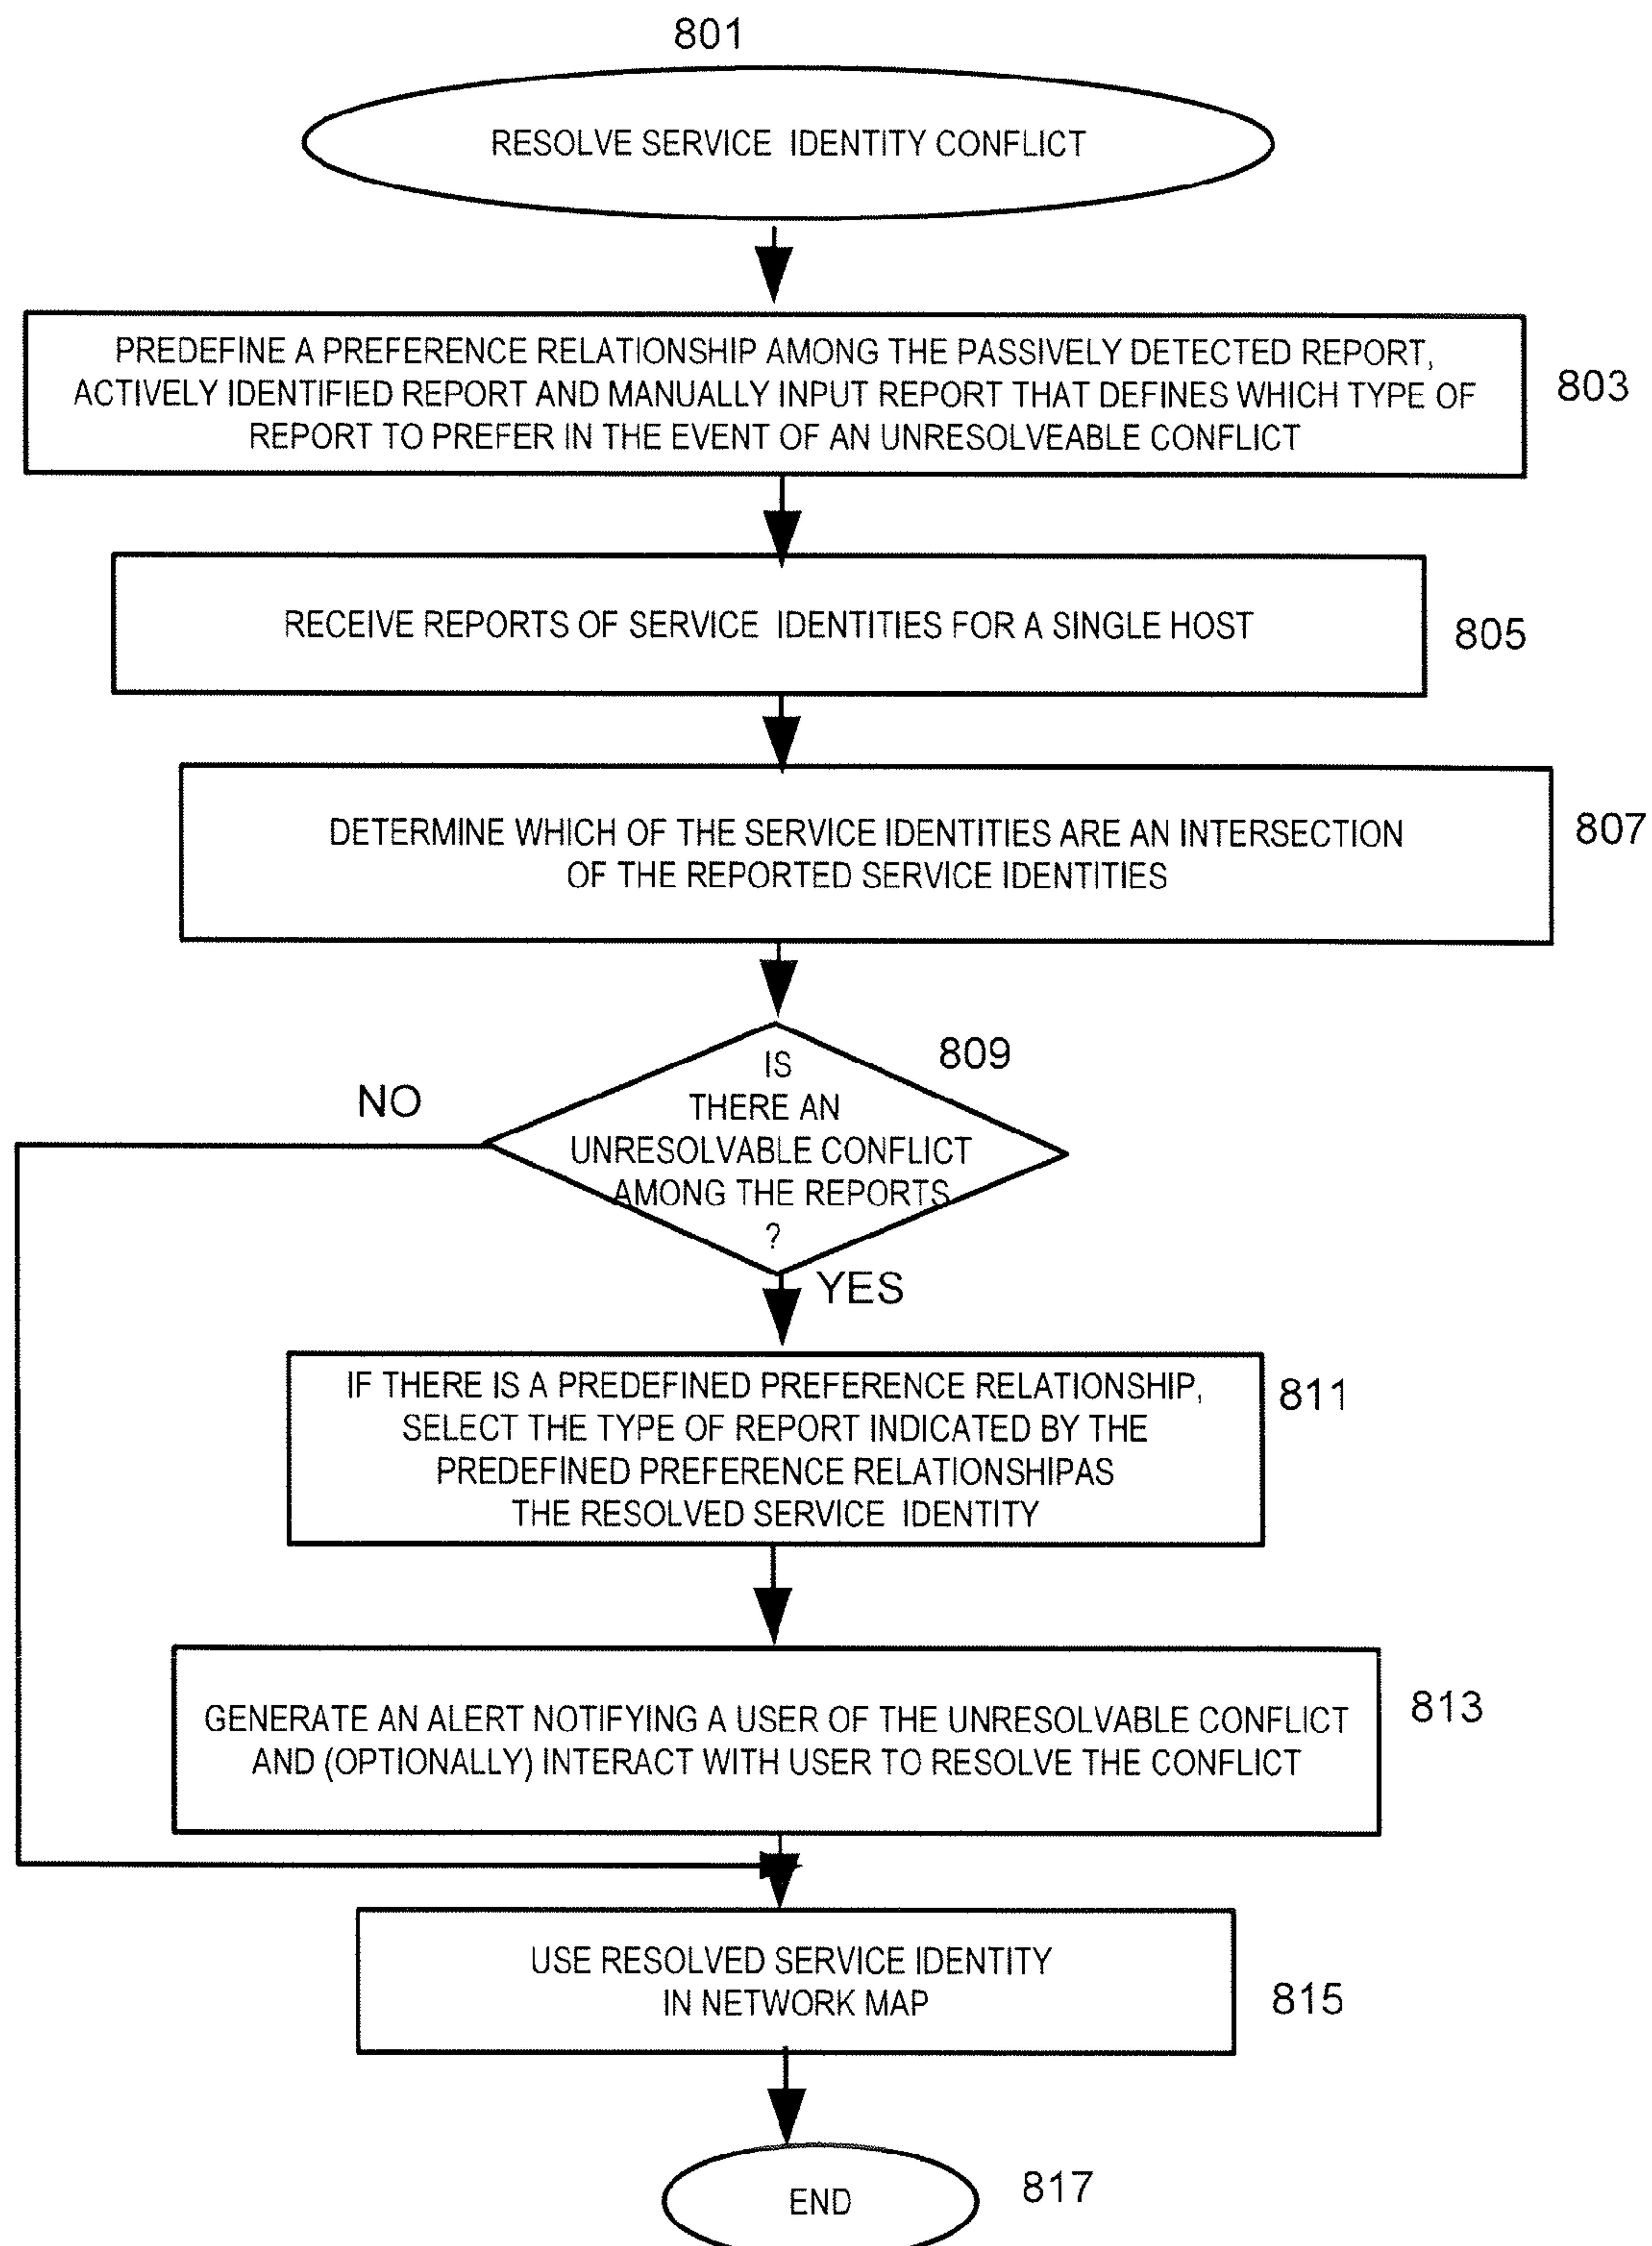 801
RESOLVE SERVICE IDENTITY CONFLICT
PREDEFINE A PREFERENCE RELATIONSHIP AMONG THE PASSIVELY DETECTED REPORT,
ACTIVELY IDENTIFIED REPORT AND MANUALLY INPUT REPORT THAT DEFINES WHICH TYPE OF
REPORT TO PREFER IN THE EVENT OF AN UNRESOLVEABLE CONFLICT
803
RECEIVE REPORTS OF SERVICE IDENTITIES FOR A SINGLE HOST
805
DETERMINE WHICH OF THE SERVICE IDENTITIES ARE AN INTERSECTION
OF THE REPORTED SERVICE IDENTITIES
807
IS
THERE AN
UNRESOLVABLE CONFLICT
AMONG THE REPORTS
?
809
NO
YES
IF THERE IS A PREDEFINED PREFERENCE RELATIONSHIP,
SELECT THE TYPE OF REPORT INDICATED BY THE
PREDEFINED PREFERENCE RELATIONSHIPAS
THE RESOLVED SERVICE IDENTITY
811
GENERATE AN ALERT NOTIFYING A USER OF THE UNRESOLVABLE CONFLICT
AND (OPTIONALLY) INTERACT WITH USER TO RESOLVE THE CONFLICT
813
USE RESOLVED SERVICE IDENTITY
IN NETWORK MAP
815
END
817